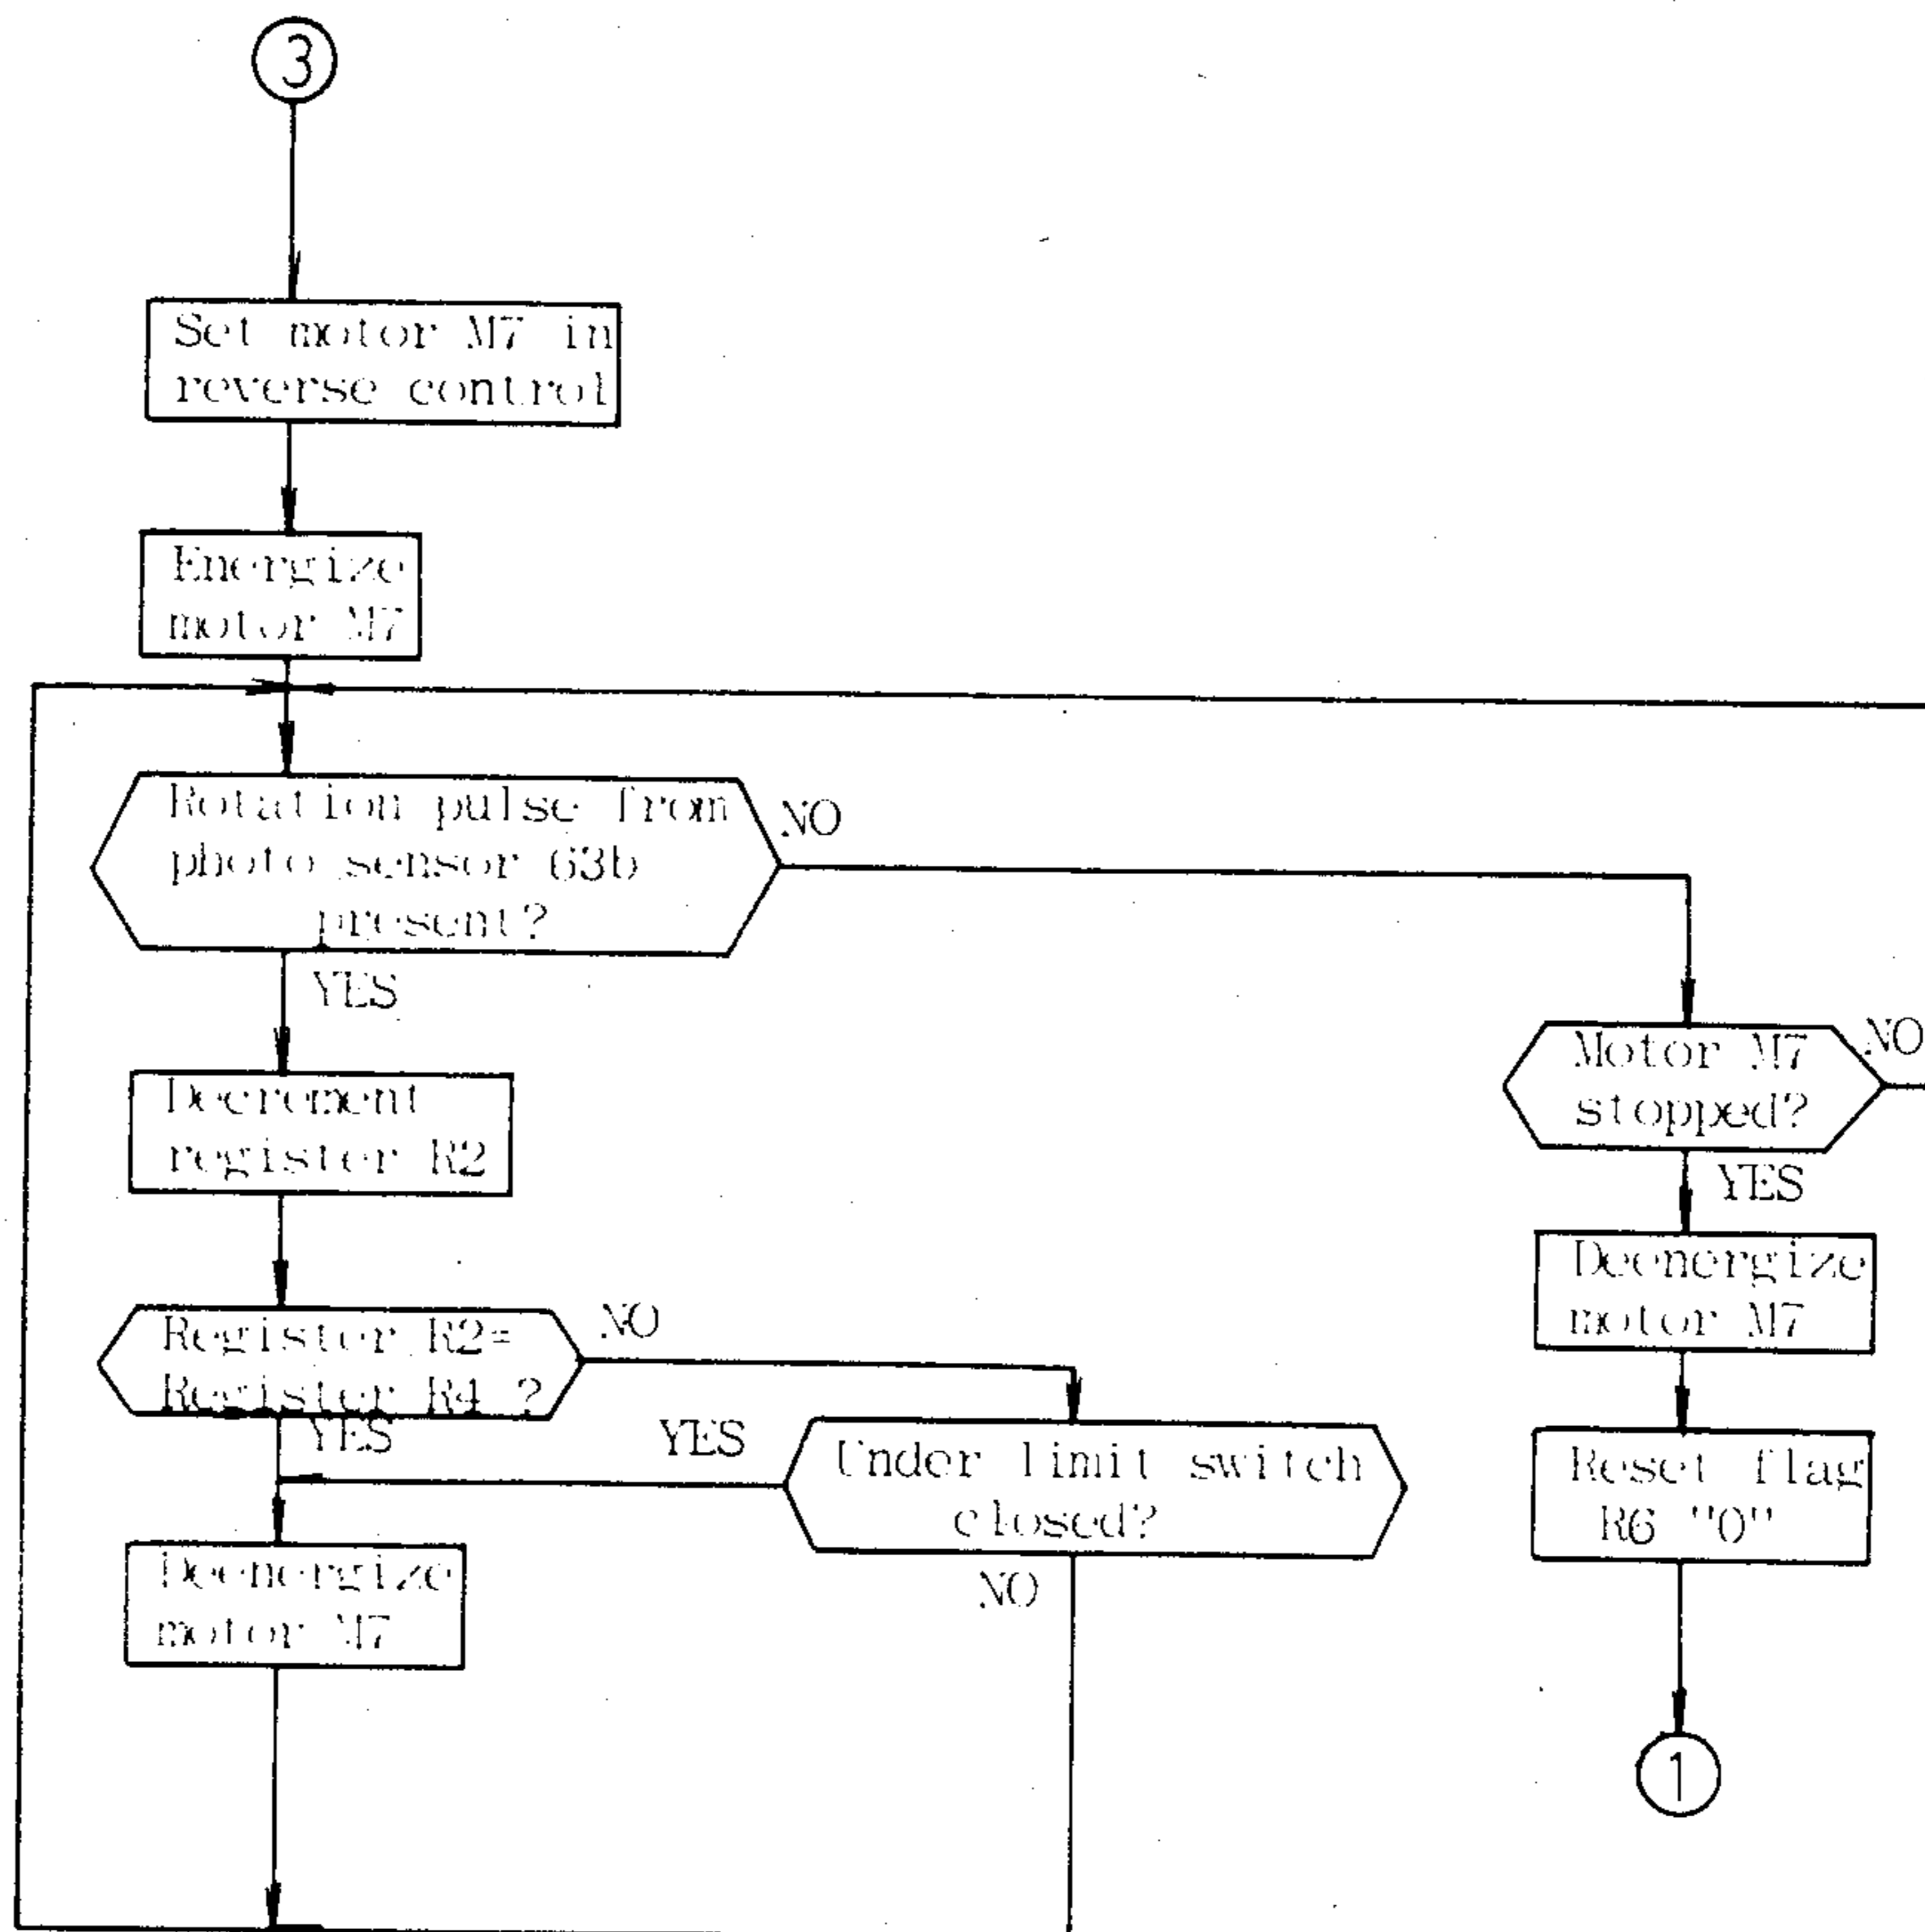 3
Set motor M7 in
reverse control
Energize
motor M7
Rotation pulse from
photo sensor 63b
present?
NO
YES
Decrement
register R2
Register R2=
Register R4 ?
NO
YES
YES
Under limit switch
closed?
NO
Deenergize
motor M7
Motor M7
stopped?
NO
YES
Deenergize
motor M7
Reset flag
R6 "0"
1